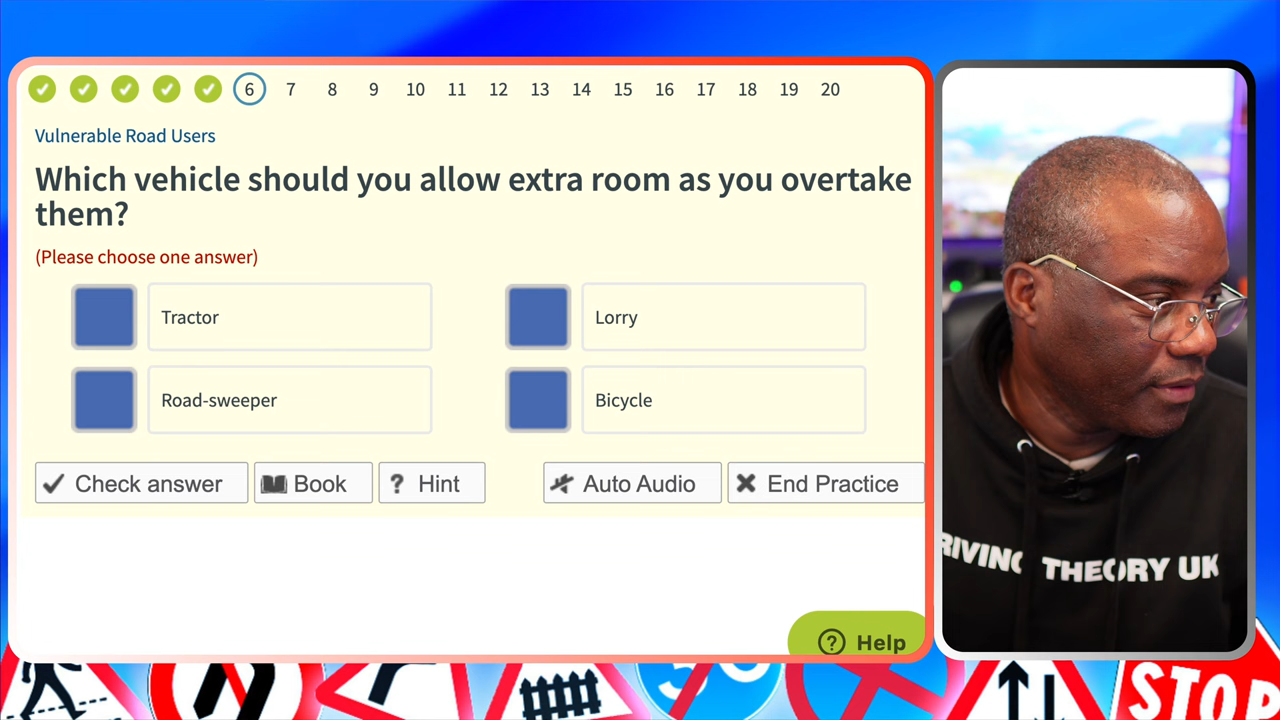 6 7 8 9 10 11 12 13 14 15 16 17 18 19 20
Vulnerable Road Users
Which vehicle should you allow extra room as you overtake
them?
(Please choose one answer)
Tractor
Lorry
Road-sweeper
Bicycle
Check answer
Book
? Hint
Auto Audio
End Practice
? Help
RIVING THEORY UK
STOP